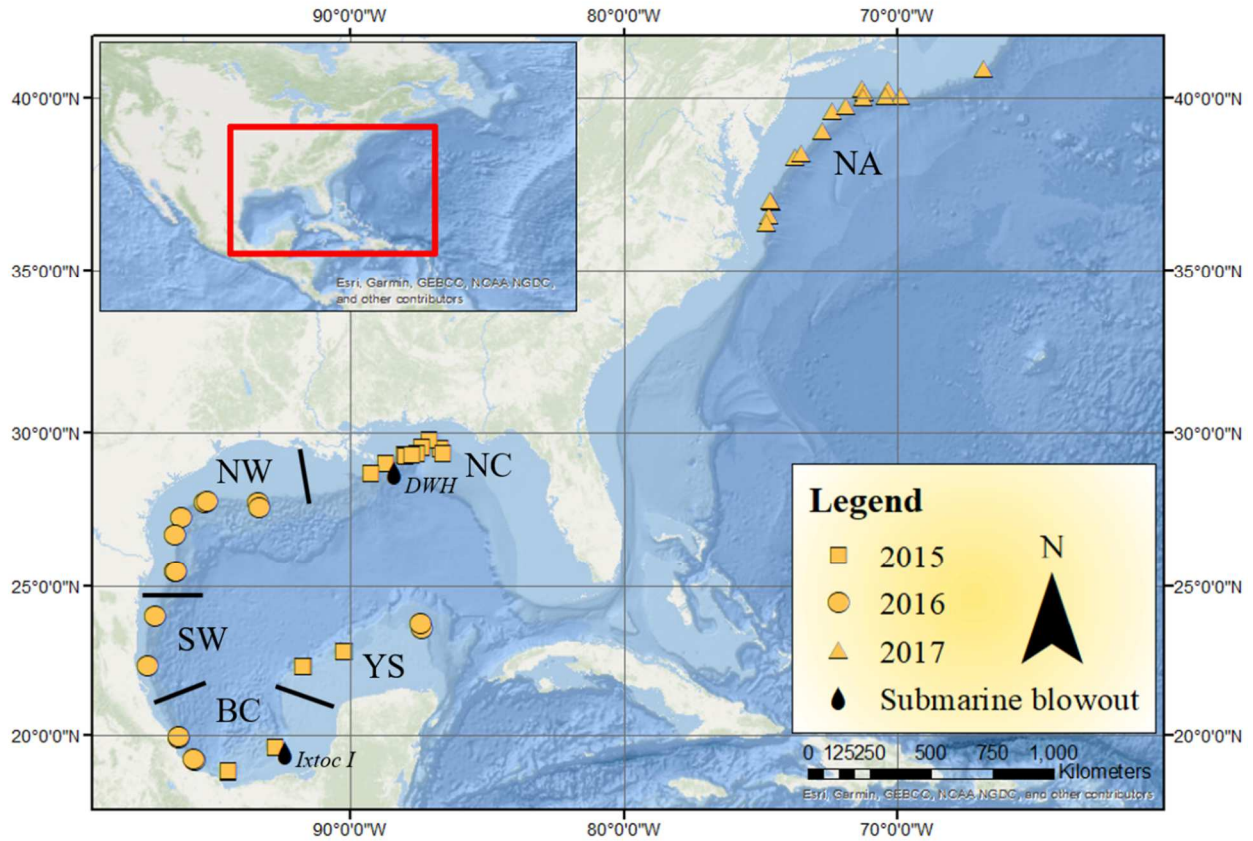 90°0'0"W 80°0'0"W 70°0'0"W
40°0'0"N 40°0'0"N
Esri, Garmin, GEBCO, NOAA NGDC,
and other contributors
NA
35°0'0"N 35°0'0"N
30°0'0"N 30°0'0"N
NW NC
DWH
25°0'0"N 25°0'0"N
SW YS
BC
Ixtoc I
20°0'0"N 20°0'0"N
Legend
2015
2016
2017
Submarine blowout
N
0 125250 500 750 1,000
Kilometers
Esri, Garmin, GEBCO, NOAA NGDC, and other contributors
90°0'0"W 80°0'0"W 70°0'0"W